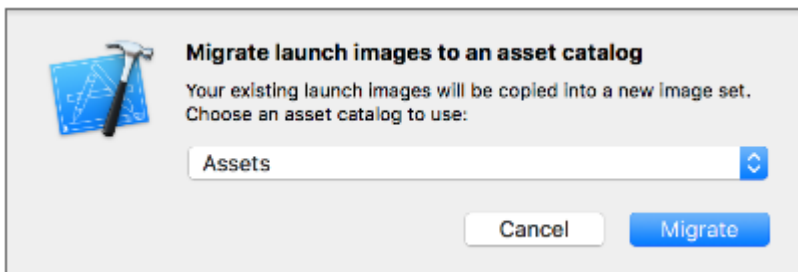 Migrate launch images to an asset catalog
Your existing launch images will be copied into a new image set.
Choose an asset catalog to use:
Assets
Cancel
Migrate